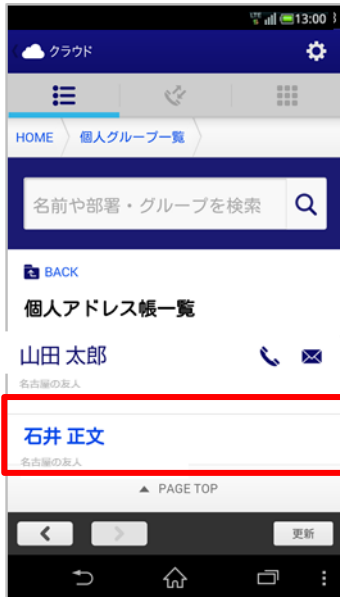 LTE 13:00
クラウド
HOME 個人グループ一覧
名前や部署・グループを検索
BACK
個人アドレス帳一覧
山田 太郎
名古屋の友人
石井 正文
名古屋の友人
▲ PAGE TOP
更新